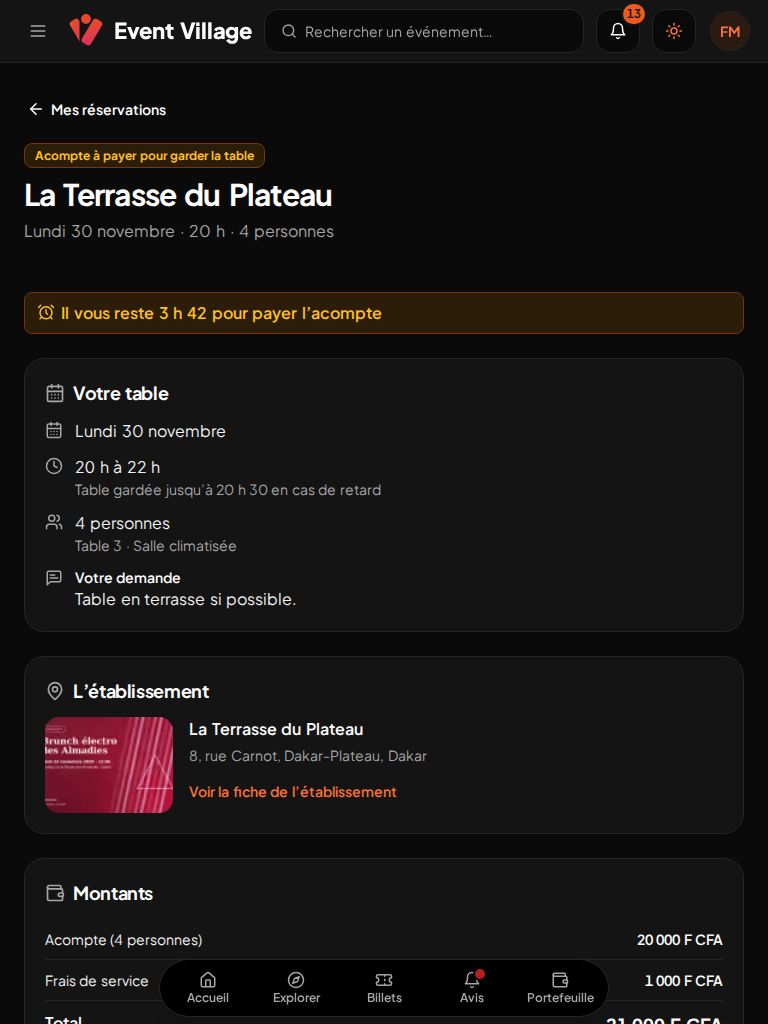 Event Village
Rechercher un événement…
13
FM
Mes réservations
Acompte à payer pour garder la table
La Terrasse du Plateau
Lundi 30 novembre · 20 h · 4 personnes
Il vous reste 3 h 42 pour payer l’acompte
Votre table
Lundi 30 novembre
20 h à 22 h
Table gardée jusqu’à 20 h 30 en cas de retard
4 personnes
Table 3 · Salle climatisée
Votre demande
Table en terrasse si possible.
L’établissement
Brunch électro
des Almadies
La Terrasse du Plateau
8, rue Carnot, Dakar-Plateau, Dakar
Voir la fiche de l’établissement
Montants
Acompte (4 personnes) 20 000 F CFA
Frais de service 1 000 F CFA
Total 21 000 F CFA
Accueil Explorer Billets Avis Portefeuille